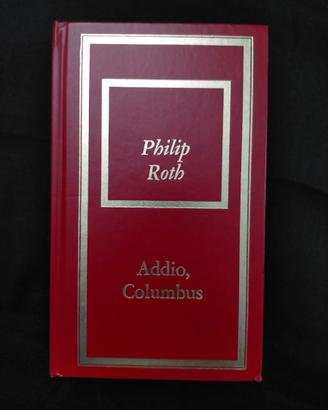 Philip
Roth
Addio,
Columbus